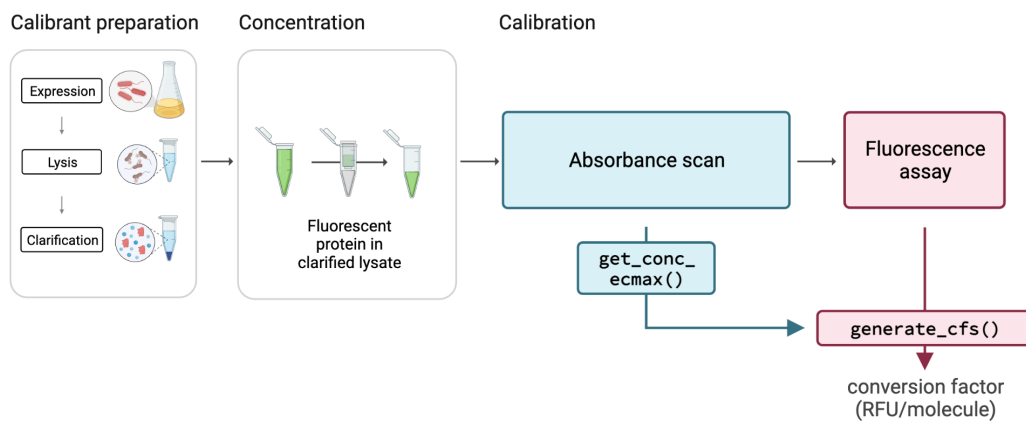 Calibrant preparation
Concentration
Calibration
Expression
Lysis
Clarification
Fluorescent
protein in
clarified lysate
Absorbance scan
Fluorescence
assay
get_conc_
ecmax()
generate_cfs()
conversion factor
(RFU/molecule)